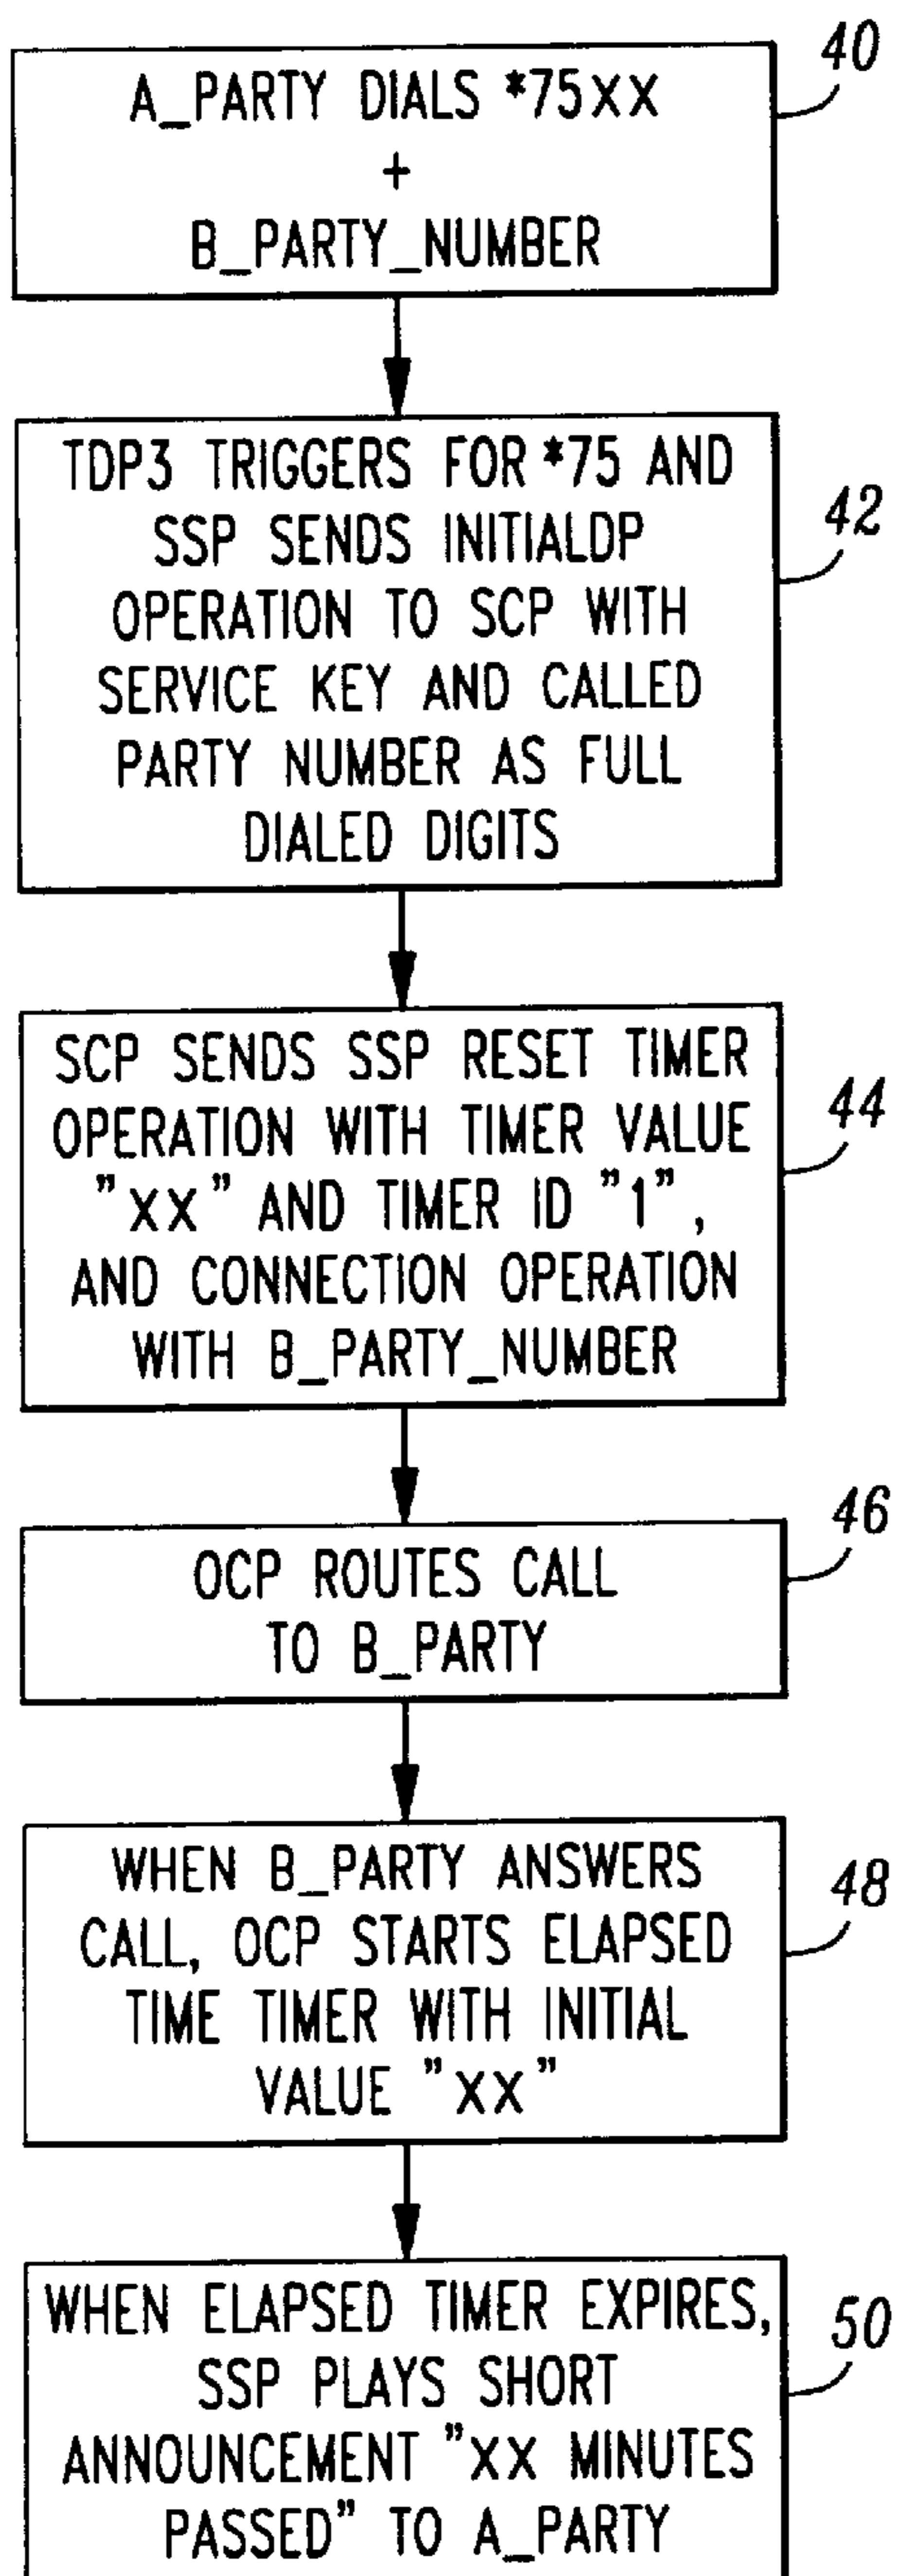 40
A_PARTY DIALS *75XX
+
B_PARTY_NUMBER
42
TDP3 TRIGGERS FOR *75 AND
SSP SENDS INITIALDP
OPERATION TO SCP WITH
SERVICE KEY AND CALLED
PARTY NUMBER AS FULL
DIALED DIGITS
44
SCP SENDS SSP RESET TIMER
OPERATION WITH TIMER VALUE
"XX" AND TIMER ID "1",
AND CONNECTION OPERATION
WITH B_PARTY_NUMBER
46
OCP ROUTES CALL
TO B_PARTY
48
WHEN B_PARTY ANSWERS
CALL, OCP STARTS ELAPSED
TIME TIMER WITH INITIAL
VALUE "XX"
50
WHEN ELAPSED TIMER EXPIRES,
SSP PLAYS SHORT
ANNOUNCEMENT "XX MINUTES
PASSED" TO A_PARTY